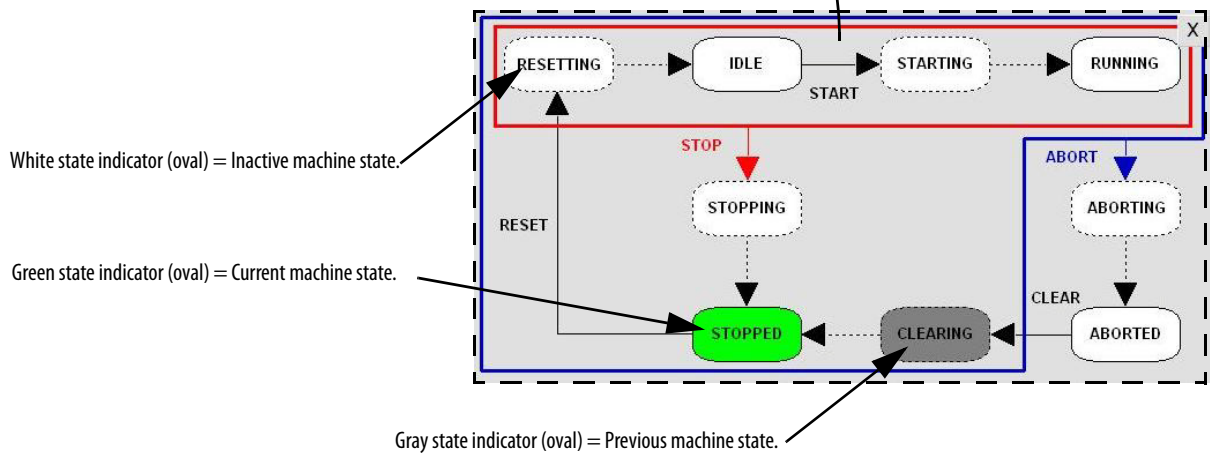 X
RESETTING
IDLE
START
STARTING
RUNNING
White state indicator (oval) = Inactive machine state.
STOP
ABORT
STOPPING
ABORTING
RESET
Green state indicator (oval) = Current machine state.
CLEAR
STOPPED
CLEARING
ABORTED
Gray state indicator (oval) = Previous machine state.